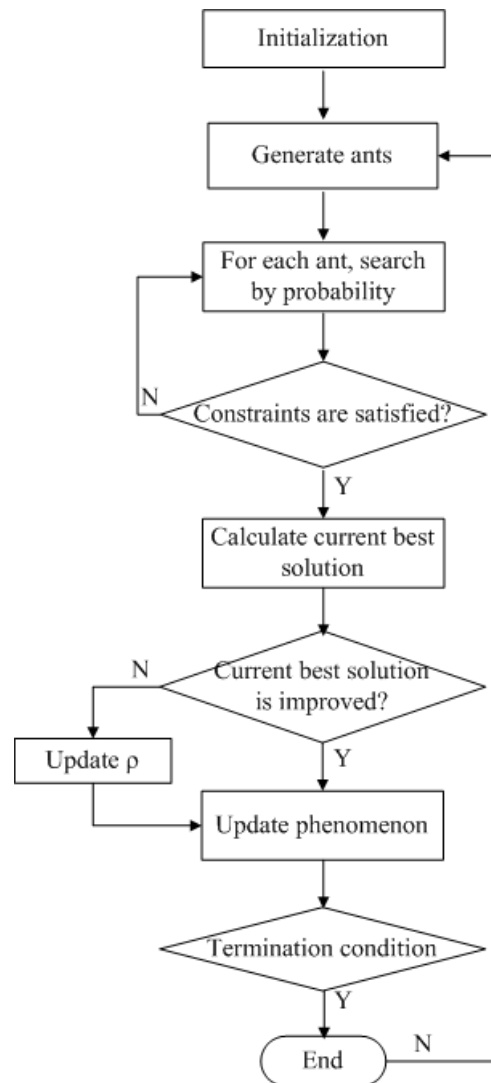 Initialization
Generate ants
For each ant, search
by probability
N
Constraints are satisfied?
Y
Calculate current best
solution
N
Current best solution
is improved?
Y
Update ρ
Update phenomenon
Termination condition
Y
N
End